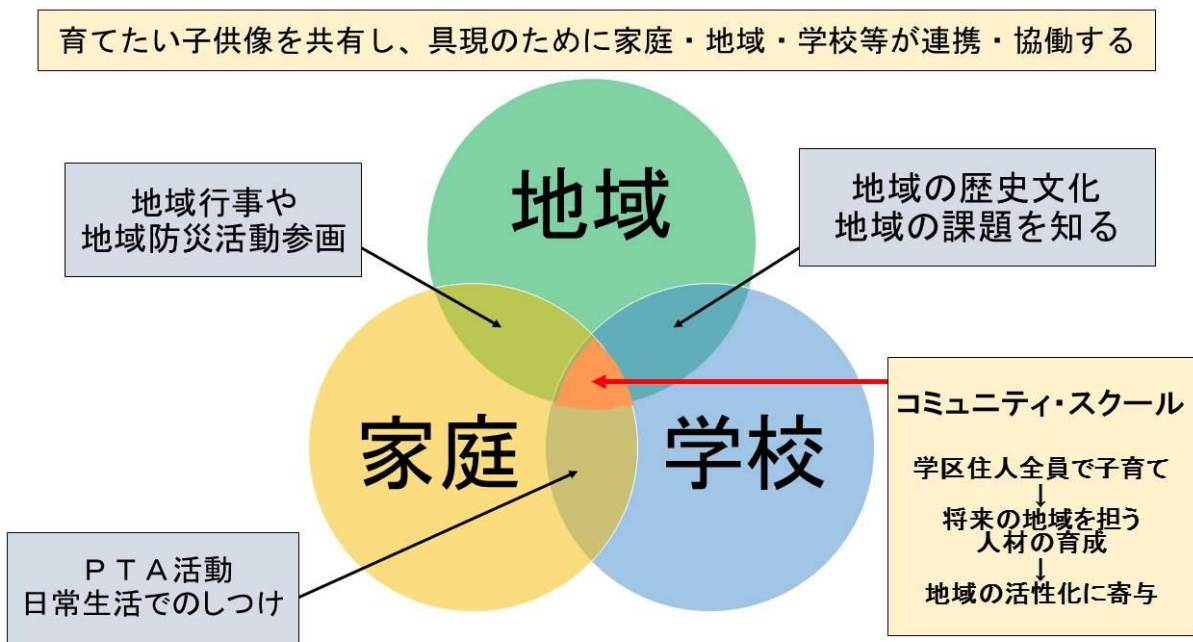 育てたい子供像を共有し、具現のために家庭・地域・学校等が連携・協働する
地域
地域行事や
地域防災活動参画
地域の歴史文化
地域の課題を知る
家庭
学校
コミュニティ・スクール
学区住人全員で子育て
↓
将来の地域を担う
人材の育成
↓
地域の活性化に寄与
ＰＴＡ活動
日常生活でのしつけ